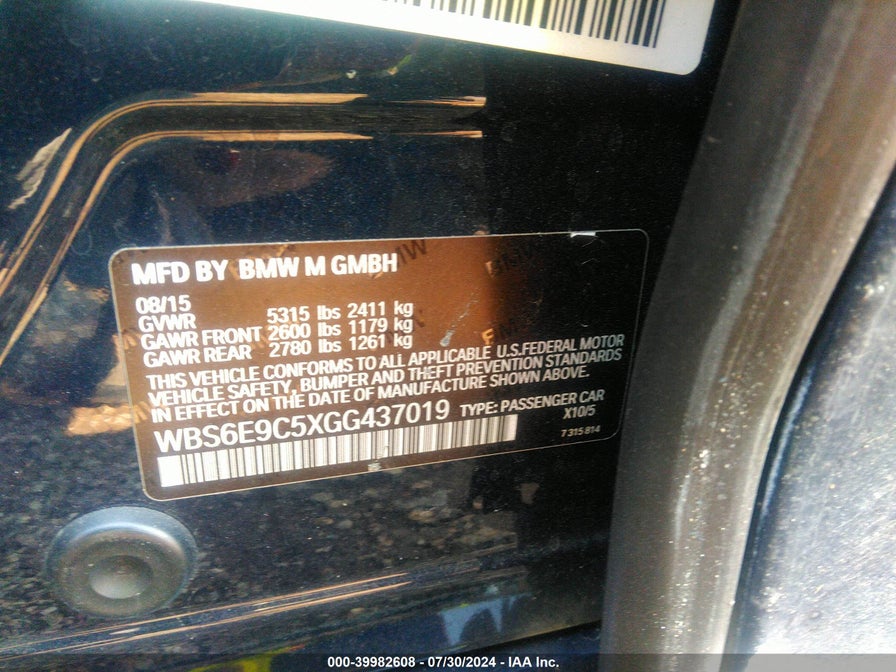 MFD BY BMW M GMBH
08/15
GVWR 5315 lbs 2411 kg
GAWR FRONT 2600 lbs 1179 kg
GAWR REAR 2780 lbs 1261 kg
THIS VEHICLE CONFORMS TO ALL APPLICABLE U.S.FEDERAL MOTOR
VEHICLE SAFETY, BUMPER AND THEFT PREVENTION STANDARDS
IN EFFECT ON THE DATE OF MANUFACTURE SHOWN ABOVE.
WBS6E9C5XGG437019 TYPE: PASSENGER CAR
X10/5
7 315 814
000-39982608 - 07/30/2024 - IAA Inc.